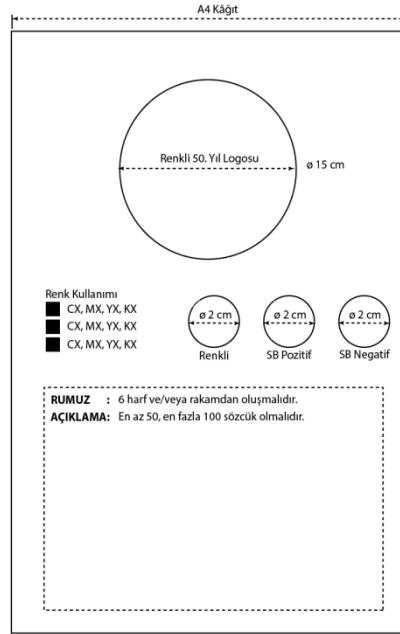 A4 Kâğıt
Renkli 50. Yıl Logosu
ø 15 cm
Renk Kullanımı
CX, MX, YX, KX
CX, MX, YX, KX
CX, MX, YX, KX
ø 2 cm
Renkli
ø 2 cm
SB Pozitif
ø 2 cm
SB Negatif
RUMUZ : 6 harf ve/veya rakamdan oluşmalıdır.
AÇIKLAMA: En az 50, en fazla 100 sözcük olmalıdır.